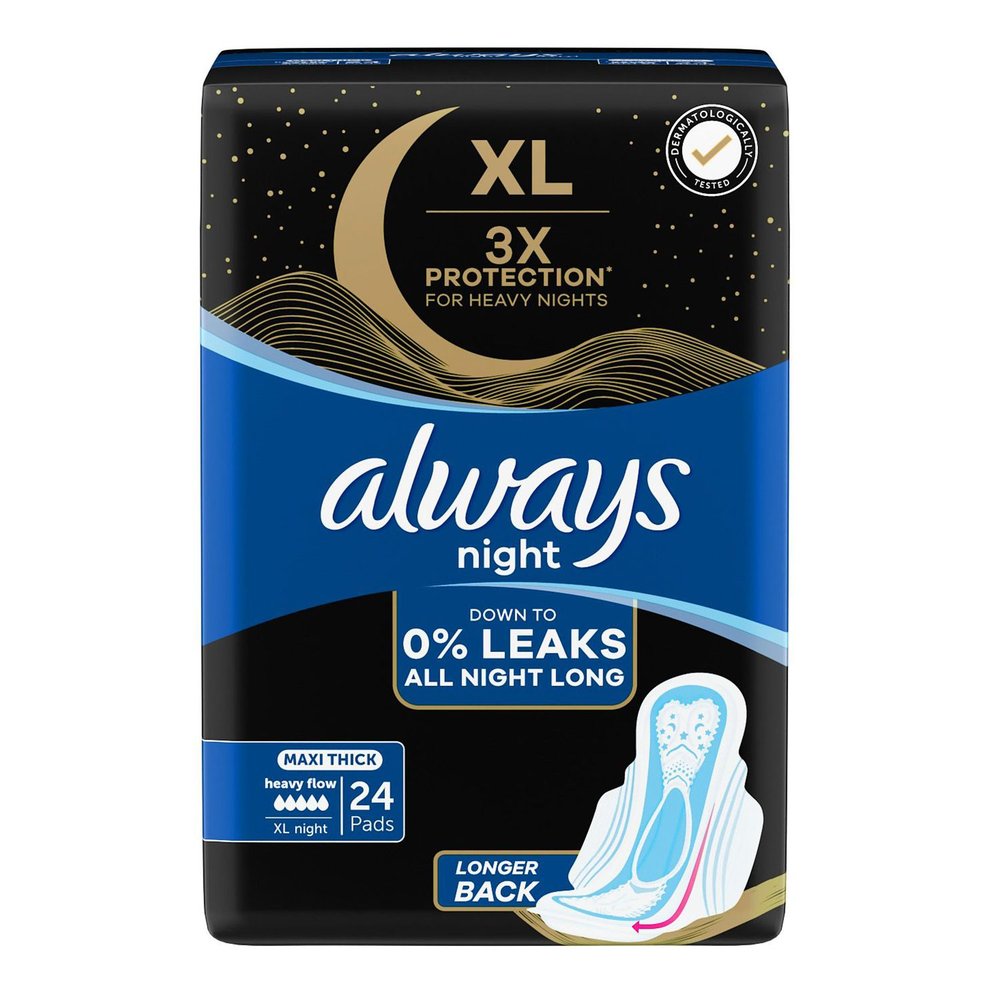 always
XL
3X
PROTECTION*
FOR HEAVY NIGHTS
DERMATOLOGICALLY
TESTED
always
night
DOWN TO
0% LEAKS
ALL NIGHT LONG
MAXI THICK
heavy flow
XL night
24
Pads
LONGER
BACK